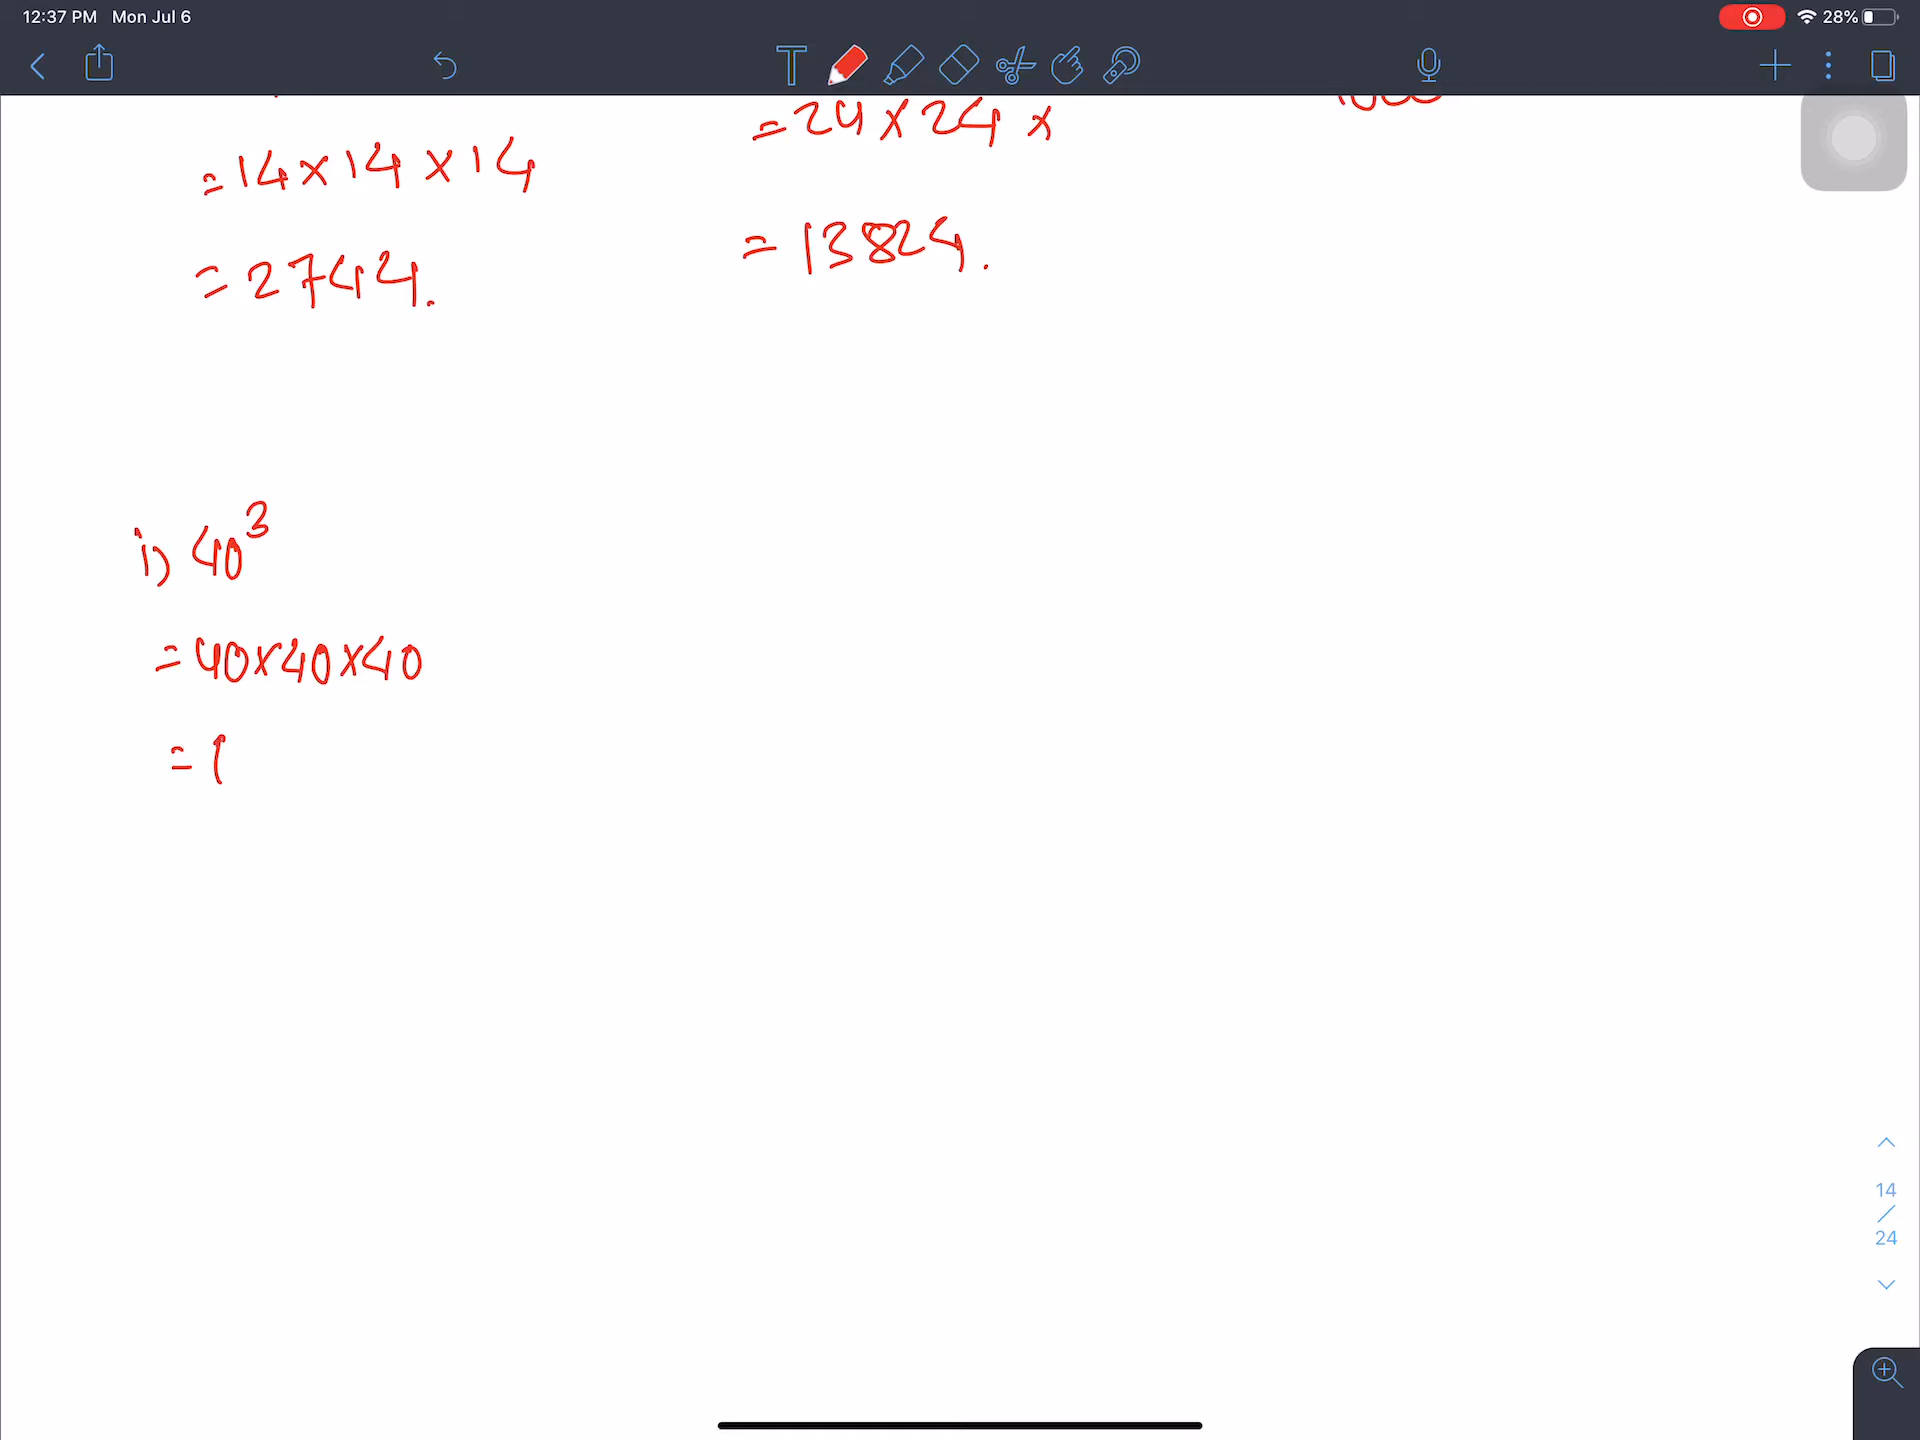 12:37 PM Mon Jul 6
28%
= 14 x 14 x 14
= 2744.
= 24 x 24 x
= 13824.
i) 40³
= 40 x 40 x 40
= (
14
/
24